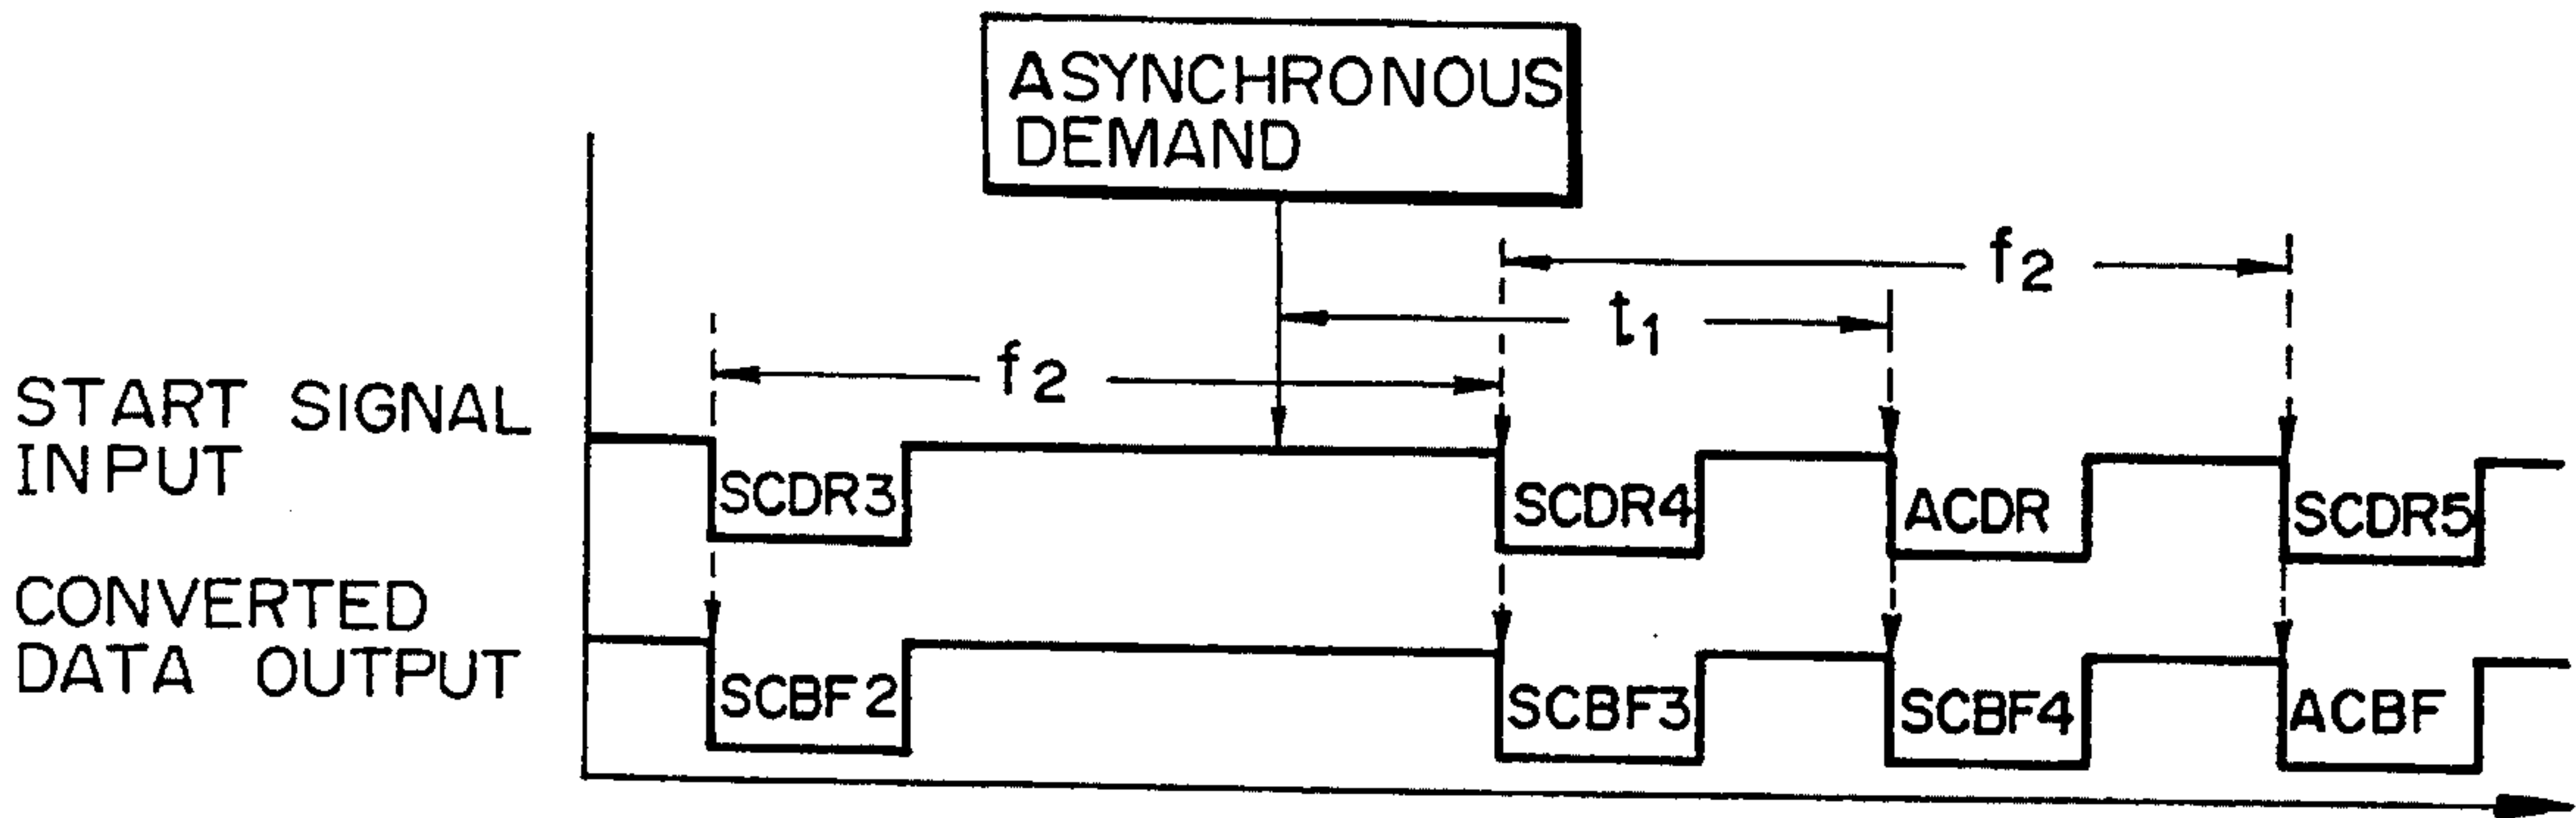 ASYNCHRONOUS
DEMAND
f2
t1
f2
START SIGNAL
INPUT
SCDR3
SCDR4
ACDR
SCDR5
CONVERTED
DATA OUTPUT
SCBF2
SCBF3
SCBF4
ACBF